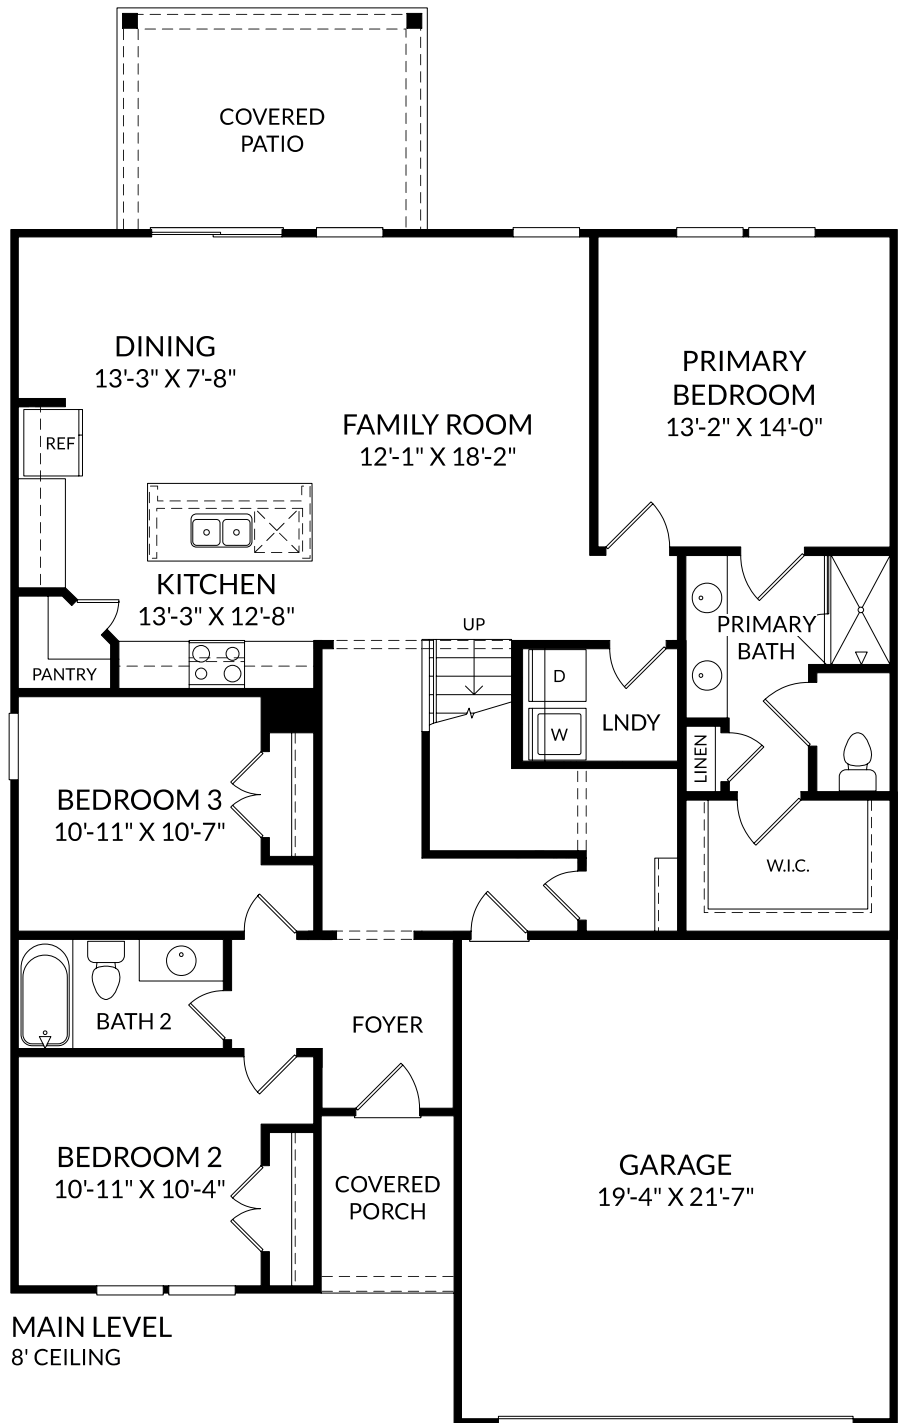 COVERED
PATIO
DINING
13'-3" X 7'-8"
PRIMARY
BEDROOM
13'-2" X 14'-0"
FAMILY ROOM
12'-1" X 18'-2"
REF
KITCHEN
13'-3" X 12'-8"
UP
PRIMARY
BATH
PANTRY
D
W
LNDY
LINEN
BEDROOM 3
10'-11" X 10'-7"
W.I.C.
BATH 2
FOYER
BEDROOM 2
10'-11" X 10'-4"
COVERED
PORCH
GARAGE
19'-4" X 21'-7"
MAIN LEVEL
8' CEILING